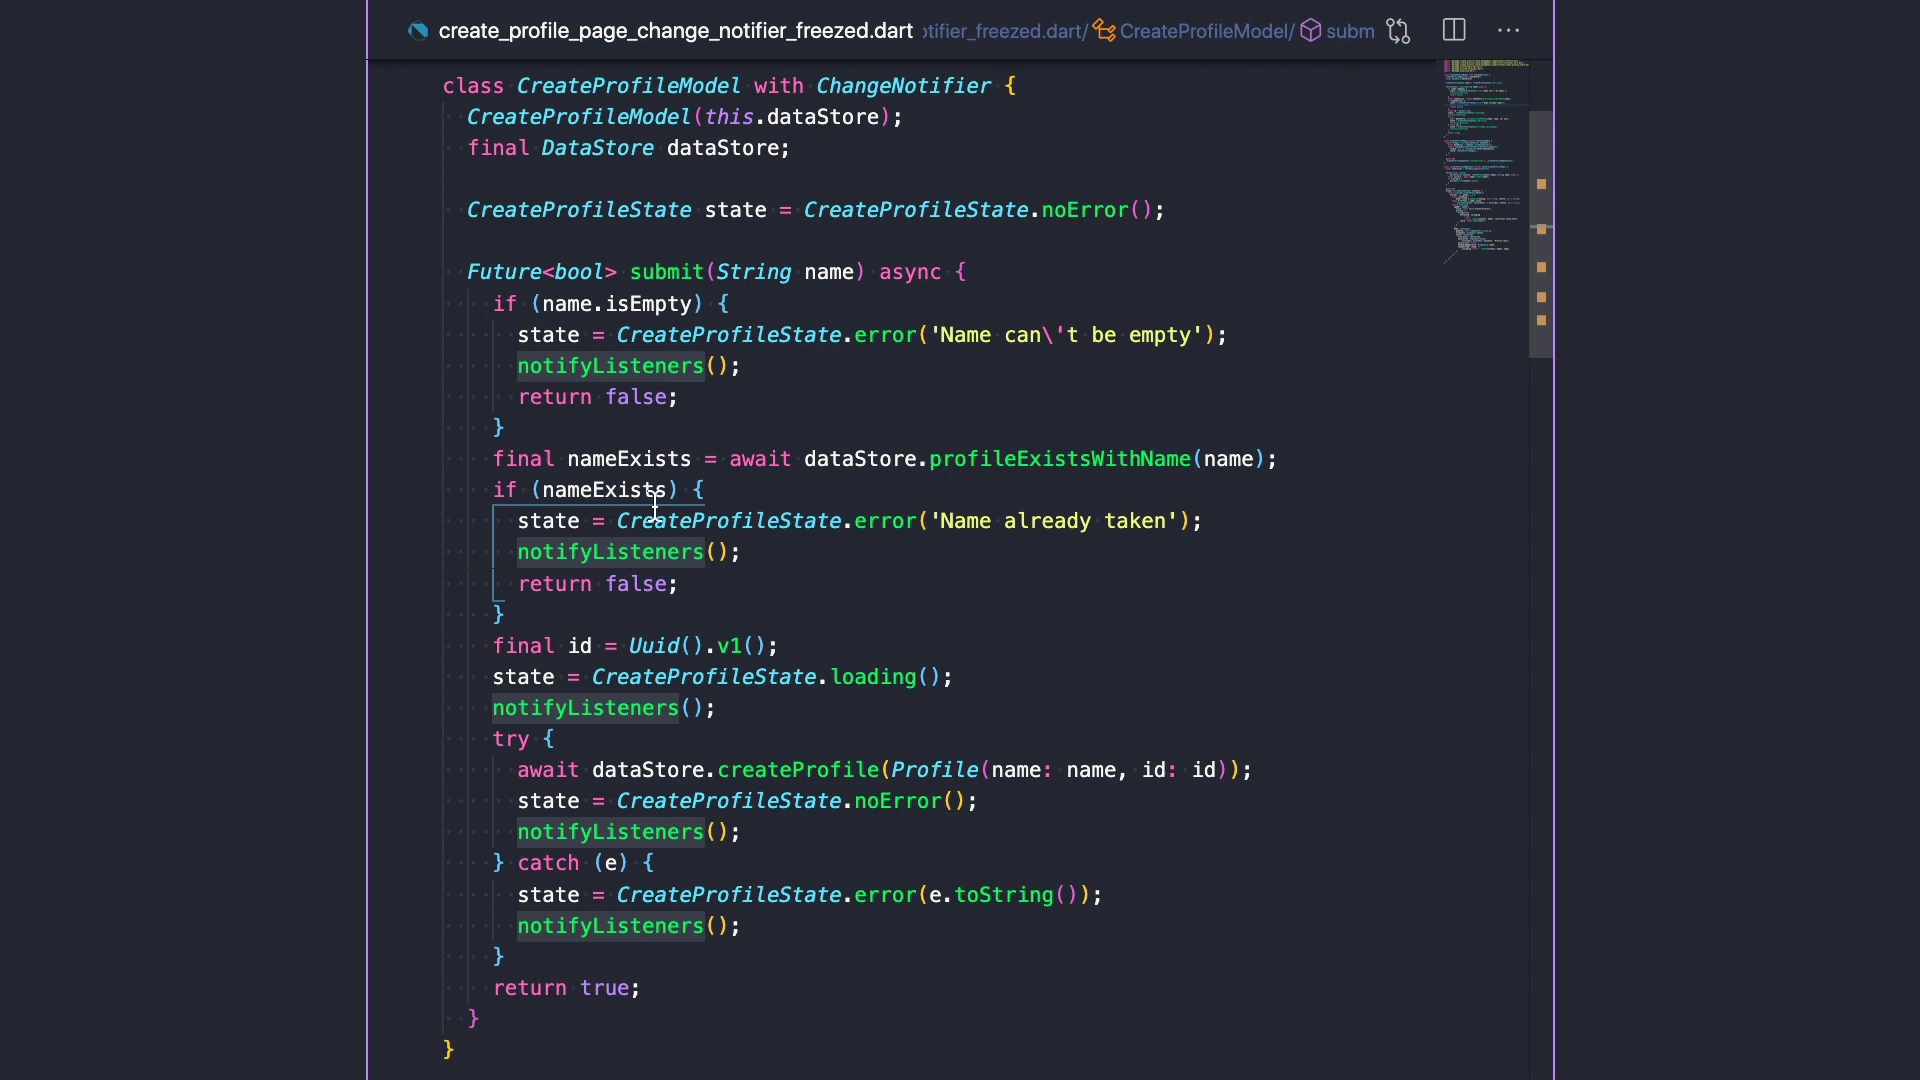 create_profile_page_change_notifier_freezed.dart otifier_freezed.dart/ CreateProfileModel/ subm
class CreateProfileModel with ChangeNotifier {
CreateProfileModel(this.dataStore);
final DataStore dataStore;
CreateProfileState state = CreateProfileState.noError();
Future<bool> submit(String name) async {
if (name.isEmpty) {
state = CreateProfileState.error('Name can\'t be empty');
notifyListeners();
return false;
}
final nameExists = await dataStore.profileExistsWithName(name);
if (nameExists) {
state = CreateProfileState.error('Name already taken');
notifyListeners();
return false;
}
final id = Uuid().v1();
state = CreateProfileState.loading();
notifyListeners();
try {
await dataStore.createProfile(Profile(name: name, id: id));
state = CreateProfileState.noError();
notifyListeners();
} catch (e) {
state = CreateProfileState.error(e.toString());
notifyListeners();
}
return true;
}
}